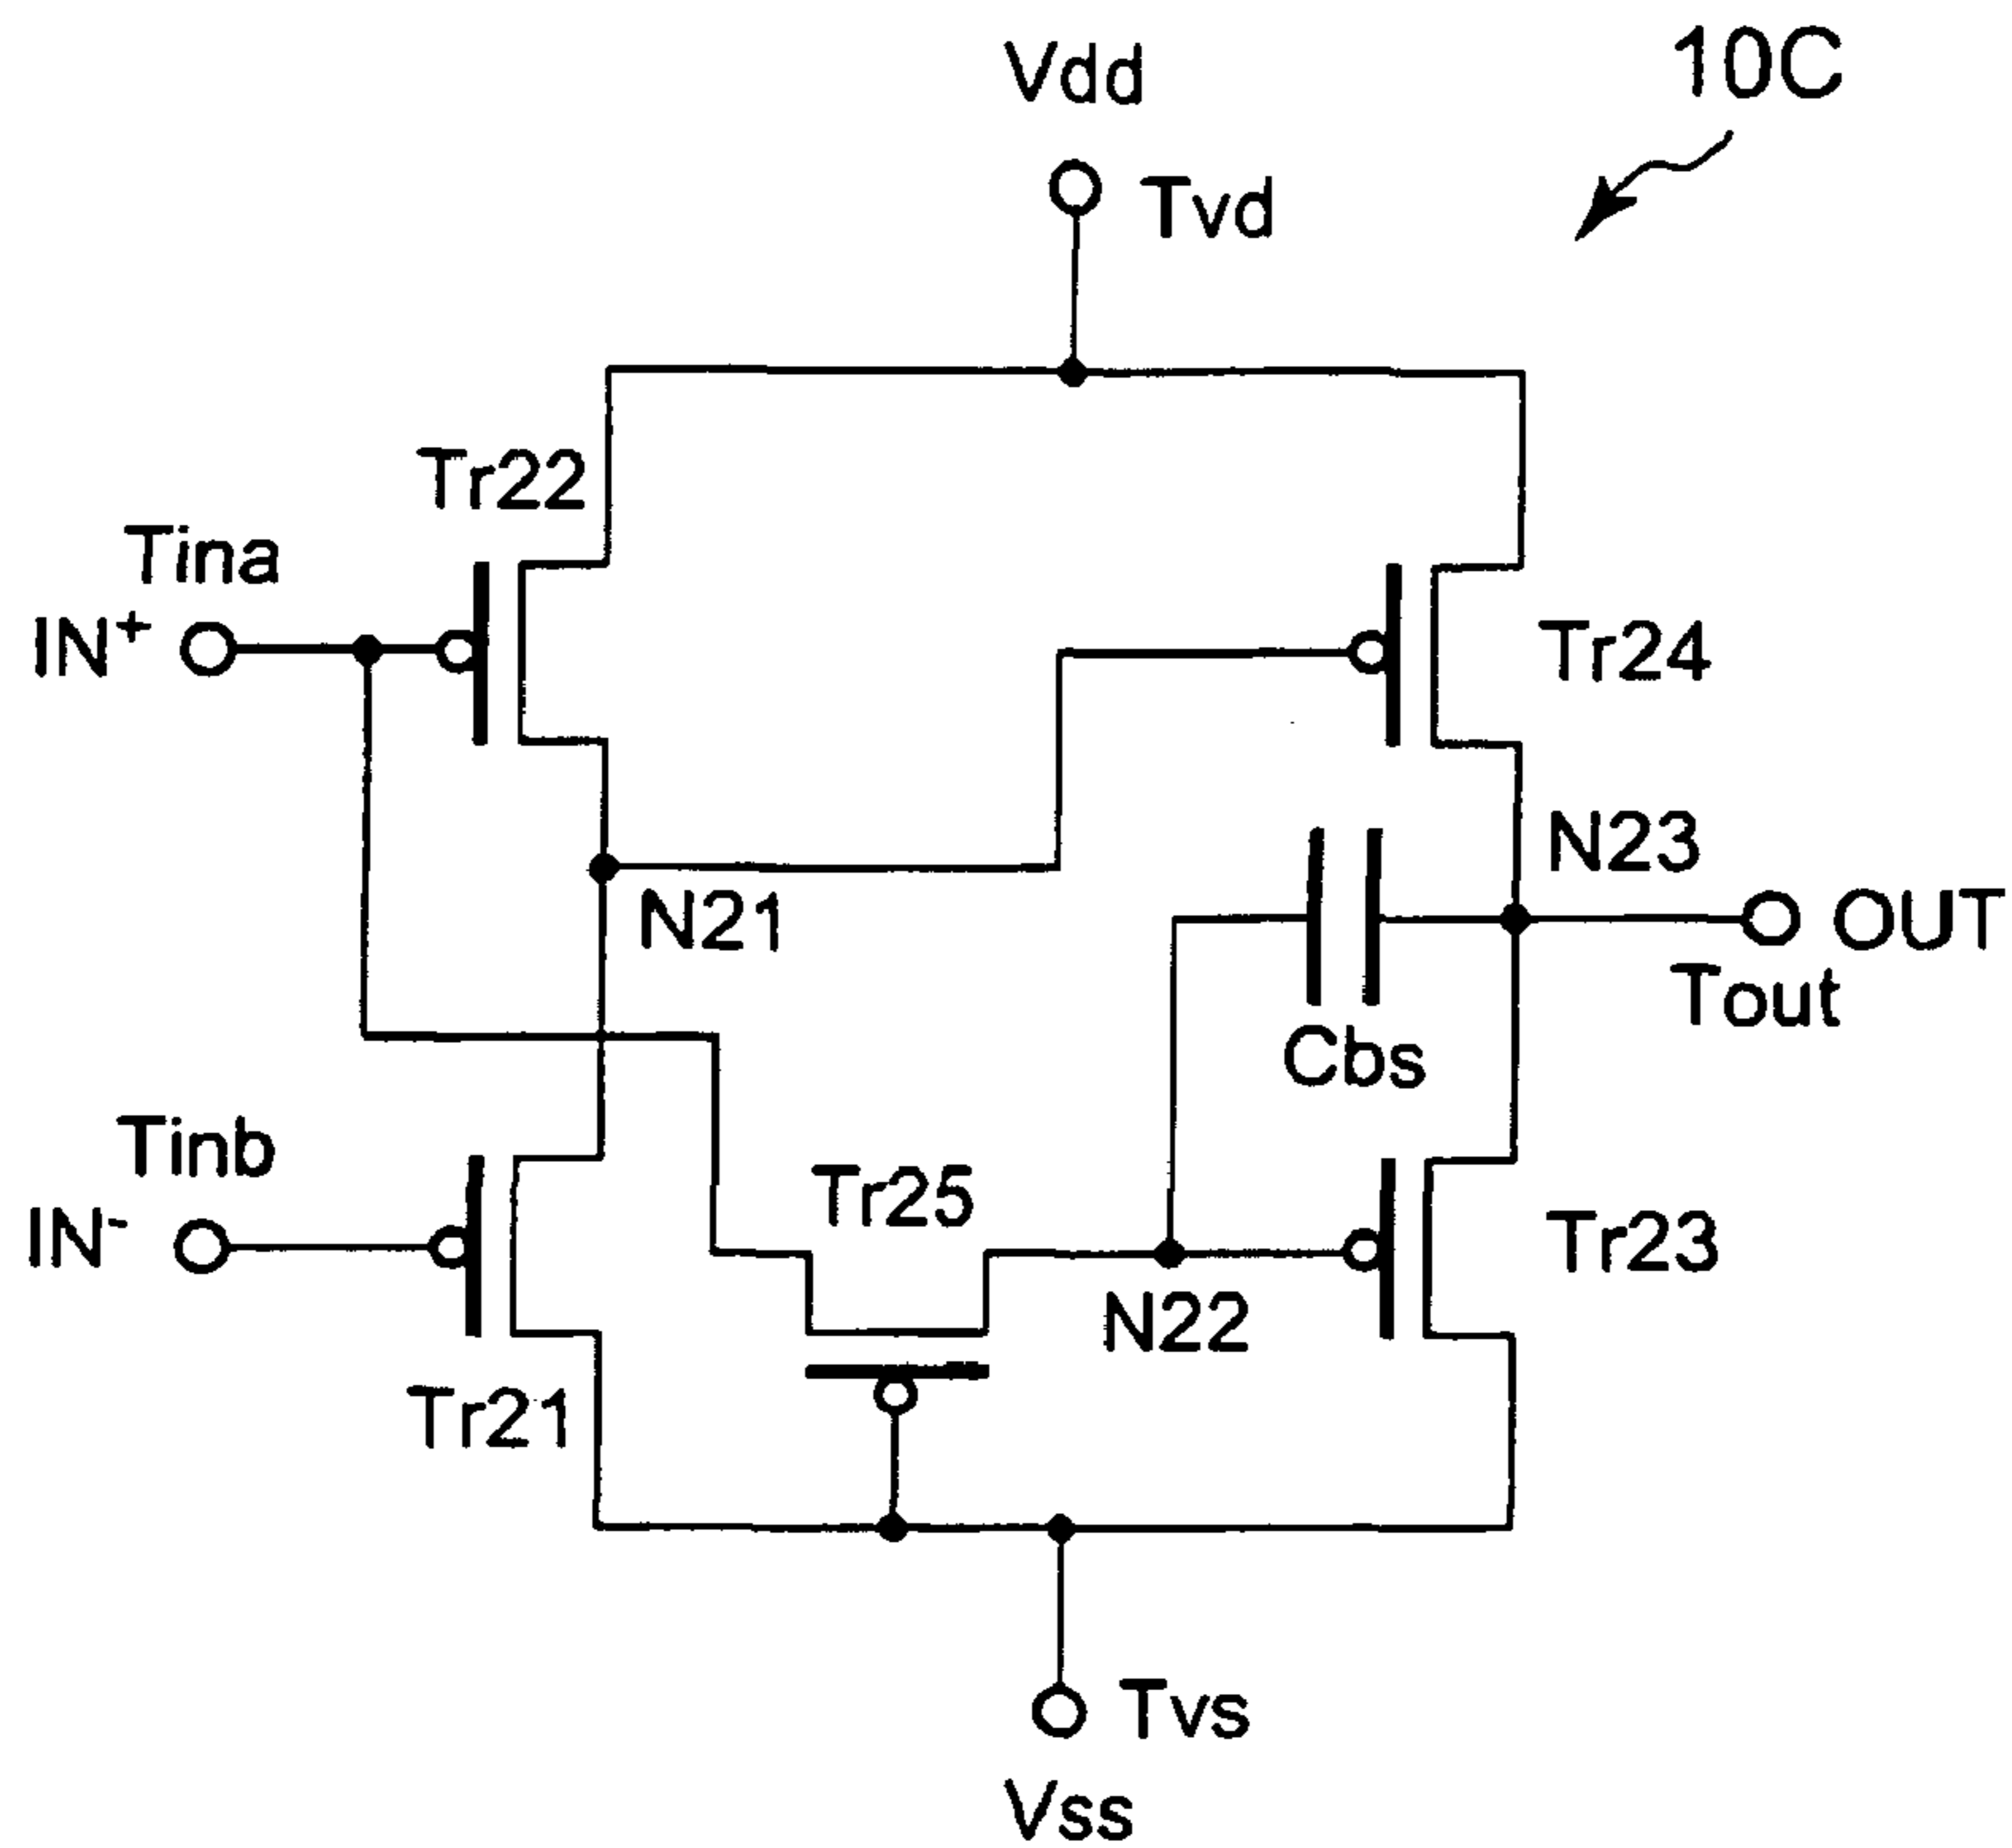 10C
Vdd
Tvd
Tr22
Tina
IN+
Tr24
N23
N21
OUT
Tout
Cbs
Tinb
IN-
Tr25
Tr23
N22
Tr21
Tvs
Vss